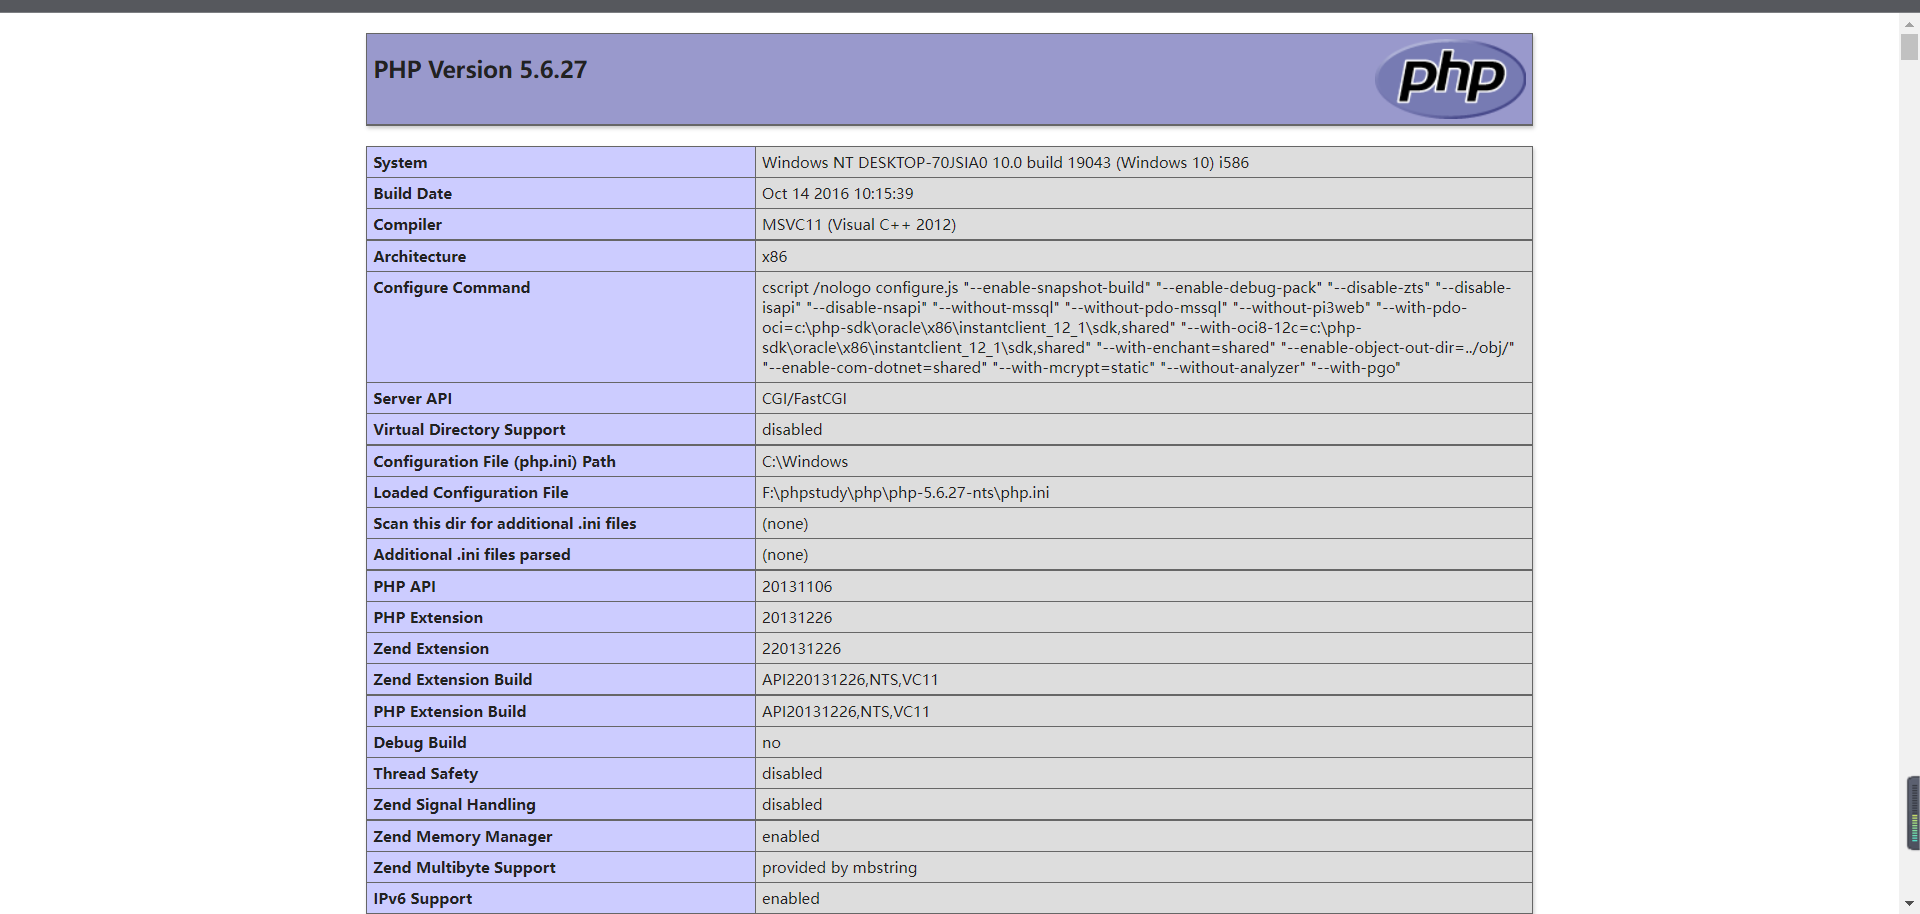 PHP Version 5.6.27
php
System Windows NT DESKTOP-70JSIA0 10.0 build 19043 (Windows 10) i586
Build Date Oct 14 2016 10:15:39
Compiler MSVC11 (Visual C++ 2012)
Architecture x86
Configure Command cscript /nologo configure.js "--enable-snapshot-build" "--enable-debug-pack" "--disable-zts" "--disable-
isapi" "--disable-nsapi" "--without-mssql" "--without-pdo-mssql" "--without-pi3web" "--with-pdo-
oci=c:\php-sdk\oracle\x86\instantclient_12_1\sdk,shared" "--with-oci8-12c=c:\php-
sdk\oracle\x86\instantclient_12_1\sdk,shared" "--with-enchant=shared" "--enable-object-out-dir=../obj/"
"--enable-com-dotnet=shared" "--with-mcrypt=static" "--without-analyzer" "--with-pgo"
Server API CGI/FastCGI
Virtual Directory Support disabled
Configuration File (php.ini) Path C:\Windows
Loaded Configuration File F:\phpstudy\php\php-5.6.27-nts\php.ini
Scan this dir for additional .ini files (none)
Additional .ini files parsed (none)
PHP API 20131106
PHP Extension 20131226
Zend Extension 220131226
Zend Extension Build API220131226,NTS,VC11
PHP Extension Build API20131226,NTS,VC11
Debug Build no
Thread Safety disabled
Zend Signal Handling disabled
Zend Memory Manager enabled
Zend Multibyte Support provided by mbstring
IPv6 Support enabled